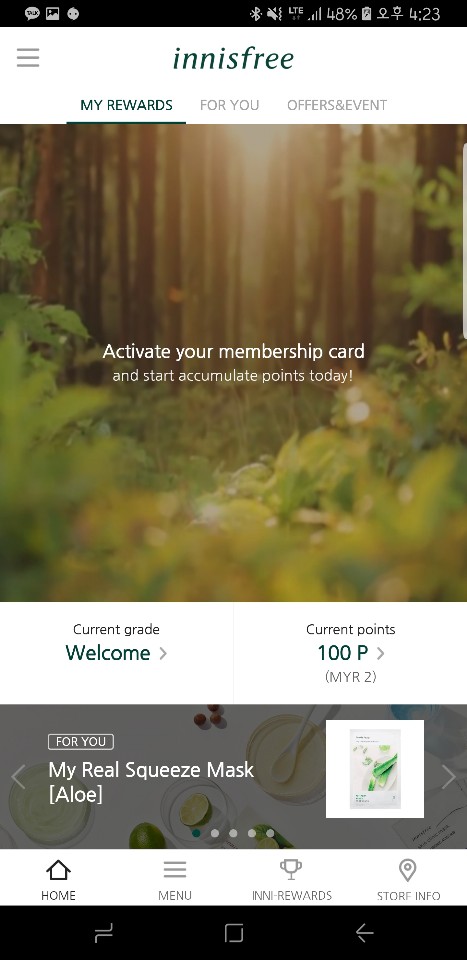 TALK LTE 48% 오후 4:23
innisfree
MY REWARDS FOR YOU OFFERS&EVENT
Activate your membership card
and start accumulate points today!
Current grade
Welcome
Current points
100 P
(MYR 2)
FOR YOU
My Real Squeeze Mask
[Aloe]
HOME MENU INNI-REWARDS STORE INFO